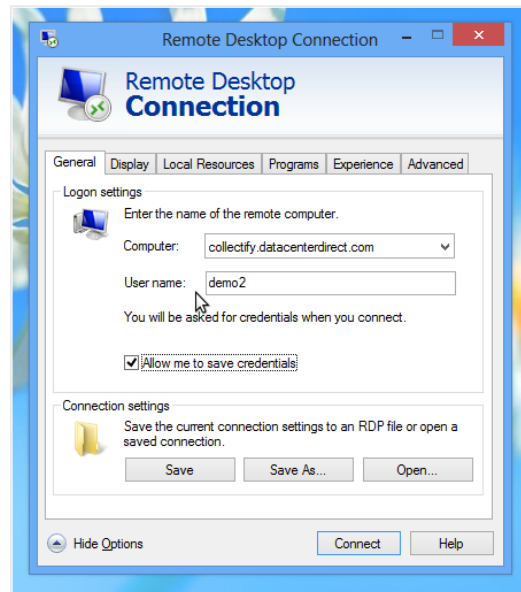 Remote Desktop Connection
Remote Desktop
Connection
General Display Local Resources Programs Experience Advanced
Logon settings
Enter the name of the remote computer.
Computer: collectify.datacenterdirect.com
User name: demo2
You will be asked for credentials when you connect.
Allow me to save credentials
Connection settings
Save the current connection settings to an RDP file or open a
saved connection.
Save Save As... Open...
Hide Options Connect Help